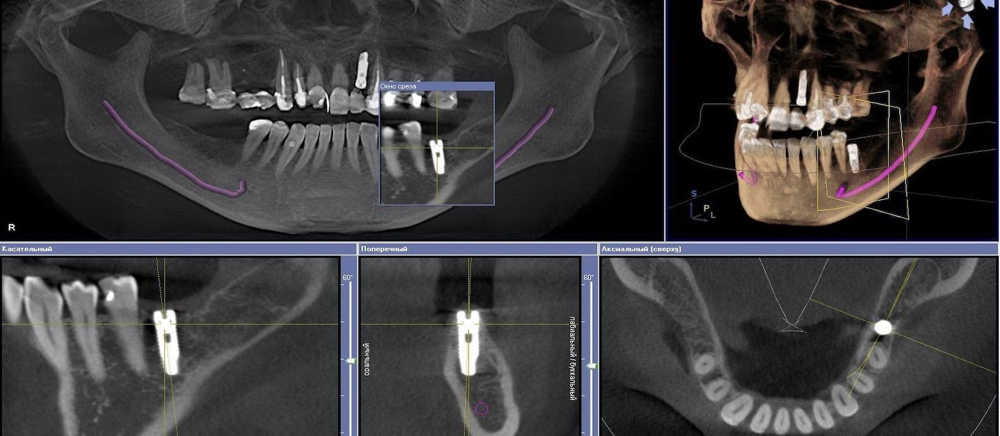 Окно среза
R
S
P
L
Касательный
60°
Поперечный
60°
оральный
лабиальный / буккальный
Аксиальный (сверху)